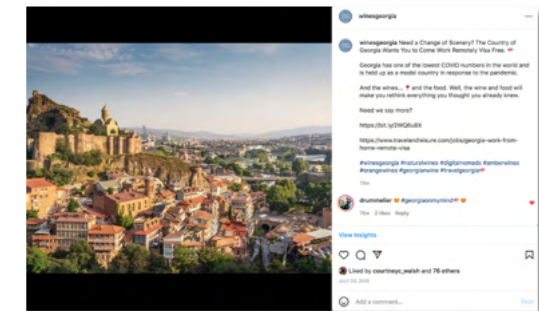 winesgeorgia
winesgeorgia Need a Change of Scenery? The Country of
Georgia Wants You to Come Work Remotely Visa Free.
Georgia has one of the lowest COVID numbers in the world and
is held up as a model country in response to the pandemic.
And the wines... 🍷 and the food. Well, the wine and food will
make you rethink everything you thought you already knew.
Need we say more?
https://www.travelandleisure.com/jobs/georgia-work-from-
home-remote-visa
#winesgeorgia #naturalwines #digitalnomads #amberwines
#orangewines #georgianwine #travelgeorgia
drummelier 😍 #georgiaonmymind 😍
2 likes Reply
View Insights
Liked by courtneyc_walsh and 76 others
Add a comment...
Post